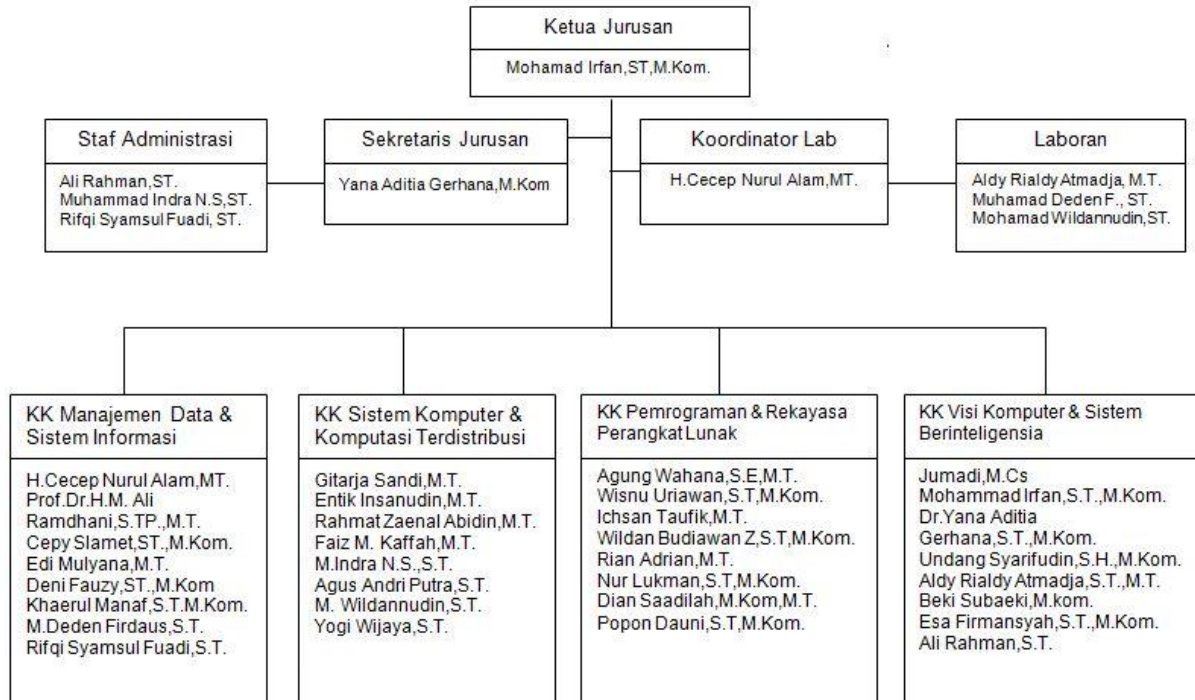 Ketua Jurusan
Mohamad Irfan,ST,M.Kom.
Staf Administrasi
Ali Rahman,ST.
Muhammad Indra N.S,ST.
Rifqi Syamsul Fuadi, ST.
Sekretaris Jurusan
Yana Aditia Gerhana,M.Kom
Koordinator Lab
H.Cecep Nurul Alam,MT.
Laboran
Aldy Rialdy Atmadja, M.T.
Muhamad Deden F., ST.
Mohamad Wildannudin,ST.
KK Manajemen Data &
Sistem Informasi
H.Cecep Nurul Alam,MT.
Prof.Dr.H.M. Ali
Ramdhani,S.TP.,M.T.
Cepy Slamet,ST.,M.Kom.
Edi Mulyana,M.T.
Deni Fauzy,ST.,M.Kom
Khaerul Manaf,S.T.M.Kom.
M.Deden Firdaus,S.T.
Rifqi Syamsul Fuadi,S.T.
KK Sistem Komputer &
Komputasi Terdistribusi
Gitarja Sandi,M.T.
Entik Insanudin,M.T.
Rahmat Zaenal Abidin,M.T.
Faiz M. Kaffah,M.T.
M.Indra N.S.,S.T.
Agus Andri Putra,S.T.
M. Wildannudin,S.T.
Yogi Wijaya,S.T.
KK Pemrograman & Rekayasa
Perangkat Lunak
Agung Wahana,S.E,M.T.
Wisnu Uriawan,S.T,M.Kom.
Ichsan Taufik,M.T.
Wildan Budiawan Z,S.T,M.Kom.
Rian Adrian,M.T.
Nur Lukman,S.T,M.Kom.
Dian Saadilah,M.Kom,M.T.
Popon Dauni,S.T,M.Kom.
KK Visi Komputer & Sistem
Berinteligensia
Jumadi,M.Cs
Mohammad Irfan,S.T.,M.Kom.
Dr.Yana Aditia
Gerhana,S.T.,M.Kom.
Undang Syarifudin,S.H.,M.Kom.
Aldy Rialdy Atmadja,S.T.,M.T.
Beki Subaeki,M.kom.
Esa Firmansyah,S.T.,M.Kom.
Ali Rahman,S.T.